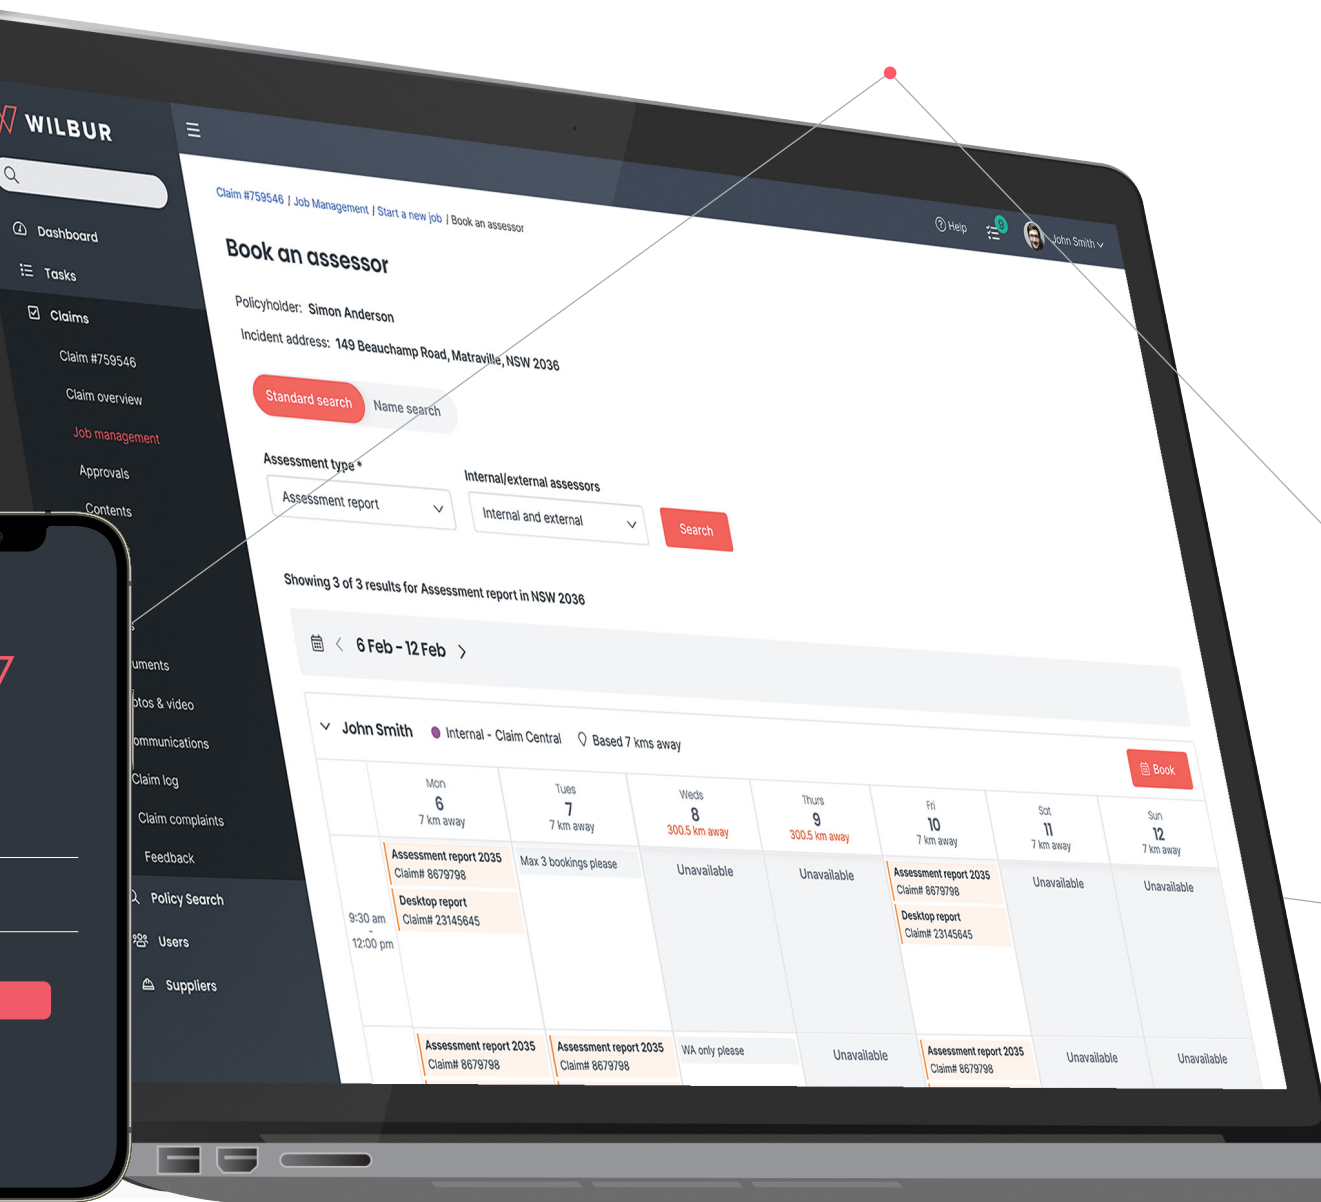 WILBUR
Dashboard
Tasks
Claims
Claim #759546
Claim overview
Job management
Approvals
Contents
uments
otos & video
ommunications
Claim log
Claim complaints
Feedback
Policy Search
Users
Suppliers
Help
9
John Smith
Claim #759546 / Job Management / Start a new job / Book an assessor
Book an assessor
Policyholder: Simon Anderson
Incident address: 149 Beauchamp Road, Matraville, NSW 2036
Standard search Name search
Assessment type * Internal/external assessors
Assessment report Internal and external Search
Showing 3 of 3 results for Assessment report in NSW 2036
6 Feb - 12 Feb
John Smith Internal - Claim Central Based 7 kms away Book
Mon Tues Weds Thurs Fri Sat Sun
6 7 8 9 10 11 12
7 km away 7 km away 300.5 km away 300.5 km away 7 km away 7 km away 7 km away
9:30 am
-
12:00 pm
Assessment report 2035
Claim# 8679798
Desktop report
Claim# 23145645
Max 3 bookings please
Unavailable
Unavailable
Assessment report 2035
Claim# 8679798
Desktop report
Claim# 23145645
Unavailable
Unavailable
Assessment report 2035
Claim# 8679798
Assessment report 2035
Claim# 8679798
WA only please
Unavailable
Assessment report 2035
Claim# 8679798
Unavailable
Unavailable